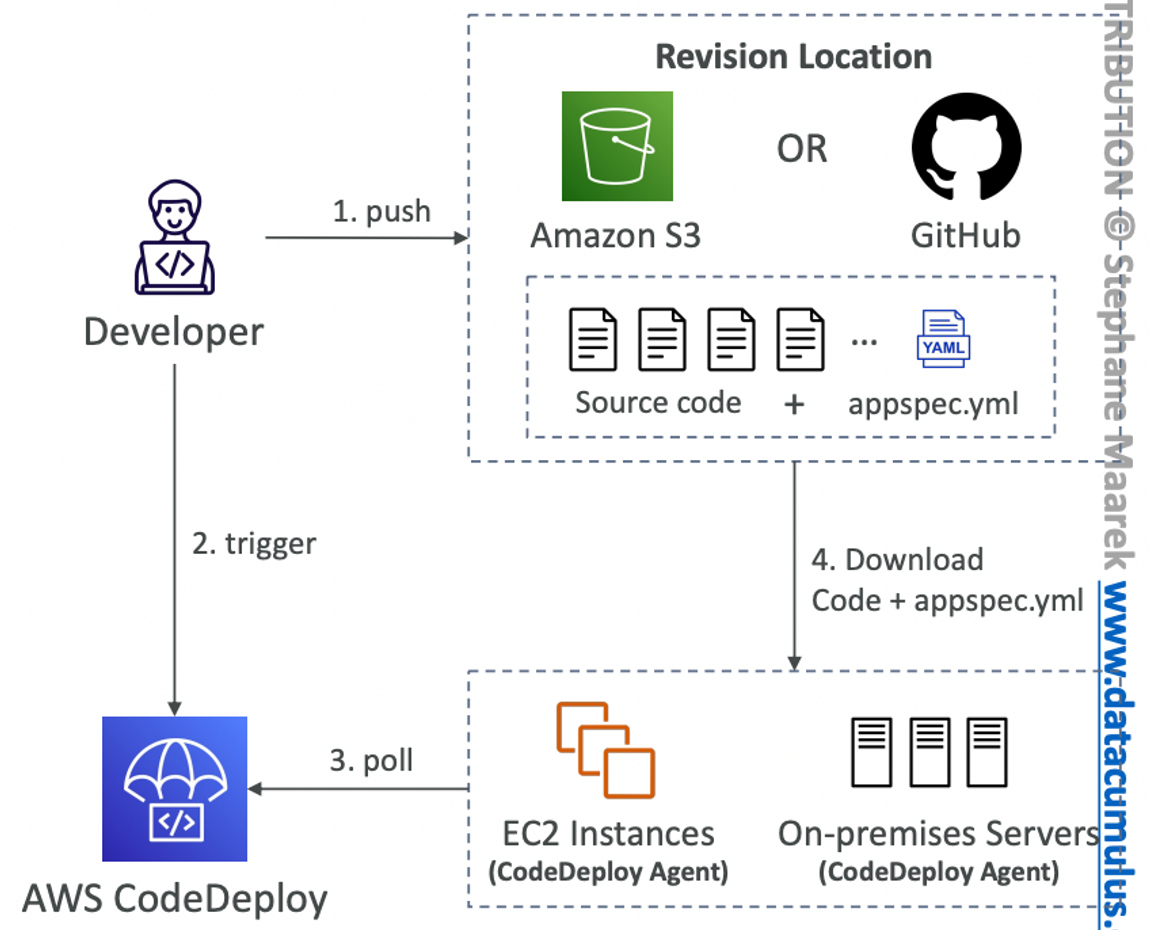 Revision Location
OR
Amazon S3
GitHub
1. push
</>
Developer
YAML
...
Source code + appspec.yml
2. trigger
4. Download
Code + appspec.yml
3. poll
</>
AWS CodeDeploy
EC2 Instances
(CodeDeploy Agent)
On-premises Servers
(CodeDeploy Agent)
TRIBUTION © Stephane Maarek www.datacumulus.